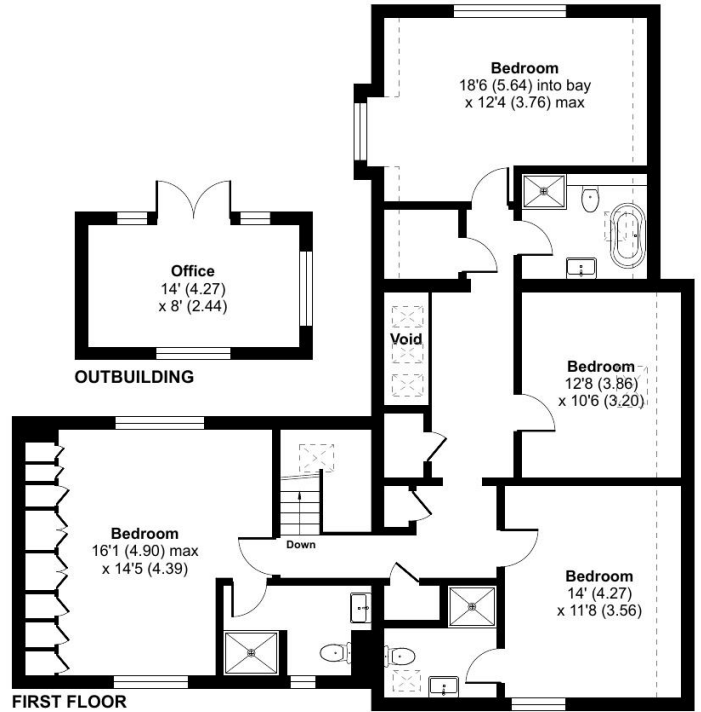 Bedroom
18'6 (5.64) into bay
x 12'4 (3.76) max
Office
14' (4.27)
x 8' (2.44)
OUTBUILDING
Void
Bedroom
12'8 (3.86)
x 10'6 (3.20)
Bedroom
16'1 (4.90) max
x 14'5 (4.39)
Down
Bedroom
14' (4.27)
x 11'8 (3.56)
FIRST FLOOR